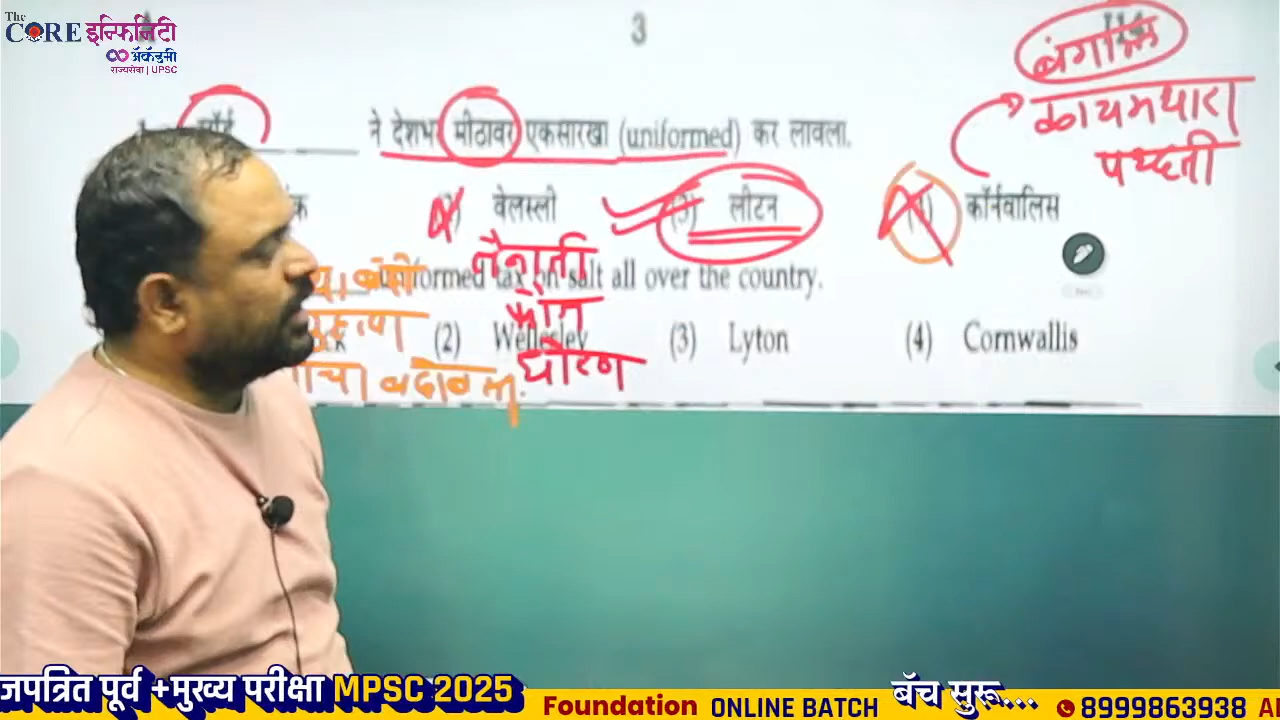 The
CORE इन्फिनिटी
अ‍ॅकॅडमी
राज्यसेवा | UPSC
3
बंगाल
कायमधारा
पध्दती
लॉर्ड ने देशभर मीठावर एकसारखा (uniformed) कर लावला.
वेलस्ली (3) लीटन कॉर्नवालिस
तैनाती
फौज
धोरण
uniformed tax on salt all over the country.
(2) Wellesley (3) Lyton (4) Cornwallis
जपत्रित पूर्व +मुख्य परीक्षा MPSC 2025
Foundation ONLINE BATCH बॅच सुरू... 8999863938